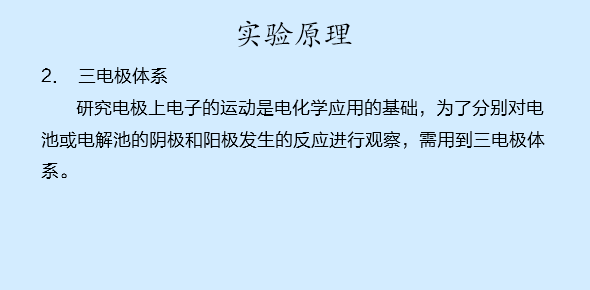 实验原理
2. 三电极体系
研究电极上电子的运动是电化学应用的基础，为了分别对电
池或电解池的阴极和阳极发生的反应进行观察，需用到三电极体
系。